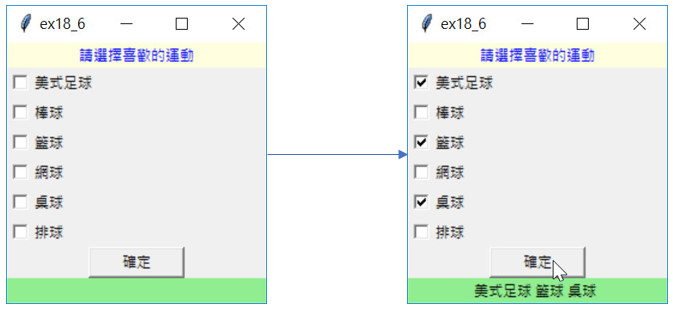 ex18_6
請選擇喜歡的運動
美式足球
棒球
籃球
網球
桌球
排球
確定
ex18_6
請選擇喜歡的運動
美式足球
棒球
籃球
網球
桌球
排球
確定
美式足球 籃球 桌球